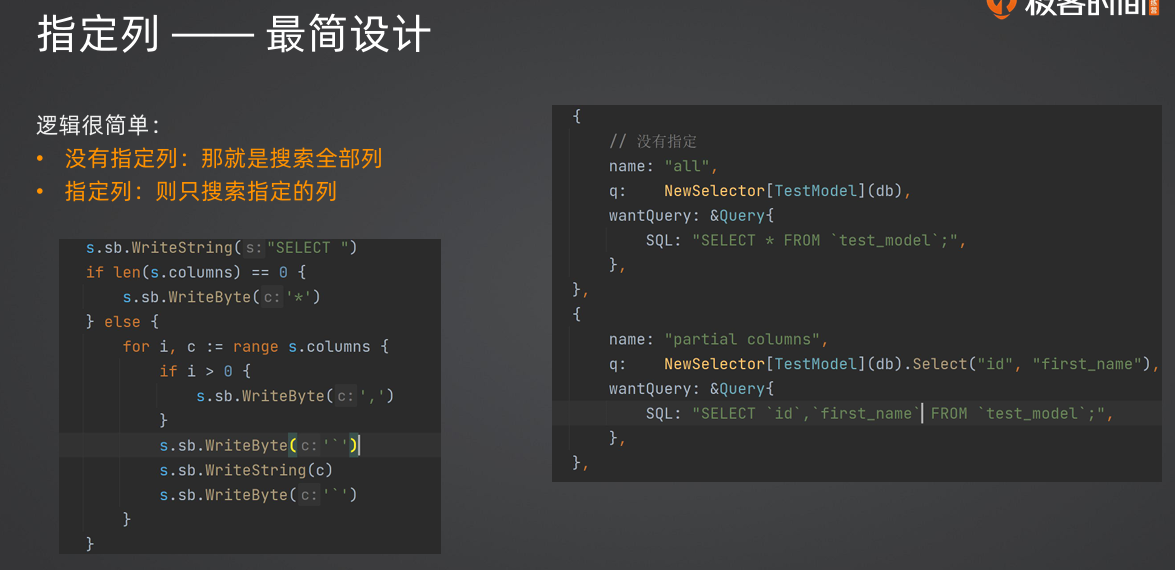 极客时间
指定列 —— 最简设计
逻辑很简单：
• 没有指定列：那就是搜索全部列
• 指定列：则只搜索指定的列
s.sb.WriteString( s: "SELECT ")
if len(s.columns) == 0 {
    s.sb.WriteByte( c: '*')
} else {
    for i, c := range s.columns {
        if i > 0 {
            s.sb.WriteByte( c: ',')
        }
        s.sb.WriteByte( c: '`')
        s.sb.WriteString(c)
        s.sb.WriteByte( c: '`')
    }
}
{
    // 没有指定
    name: "all",
    q:    NewSelector[TestModel](db),
    wantQuery: &Query{
        SQL: "SELECT * FROM `test_model`;",
    },
},
{
    name: "partial columns",
    q:    NewSelector[TestModel](db).Select("id", "first_name"),
    wantQuery: &Query{
        SQL: "SELECT `id`,`first_name` FROM `test_model`;",
    },
},